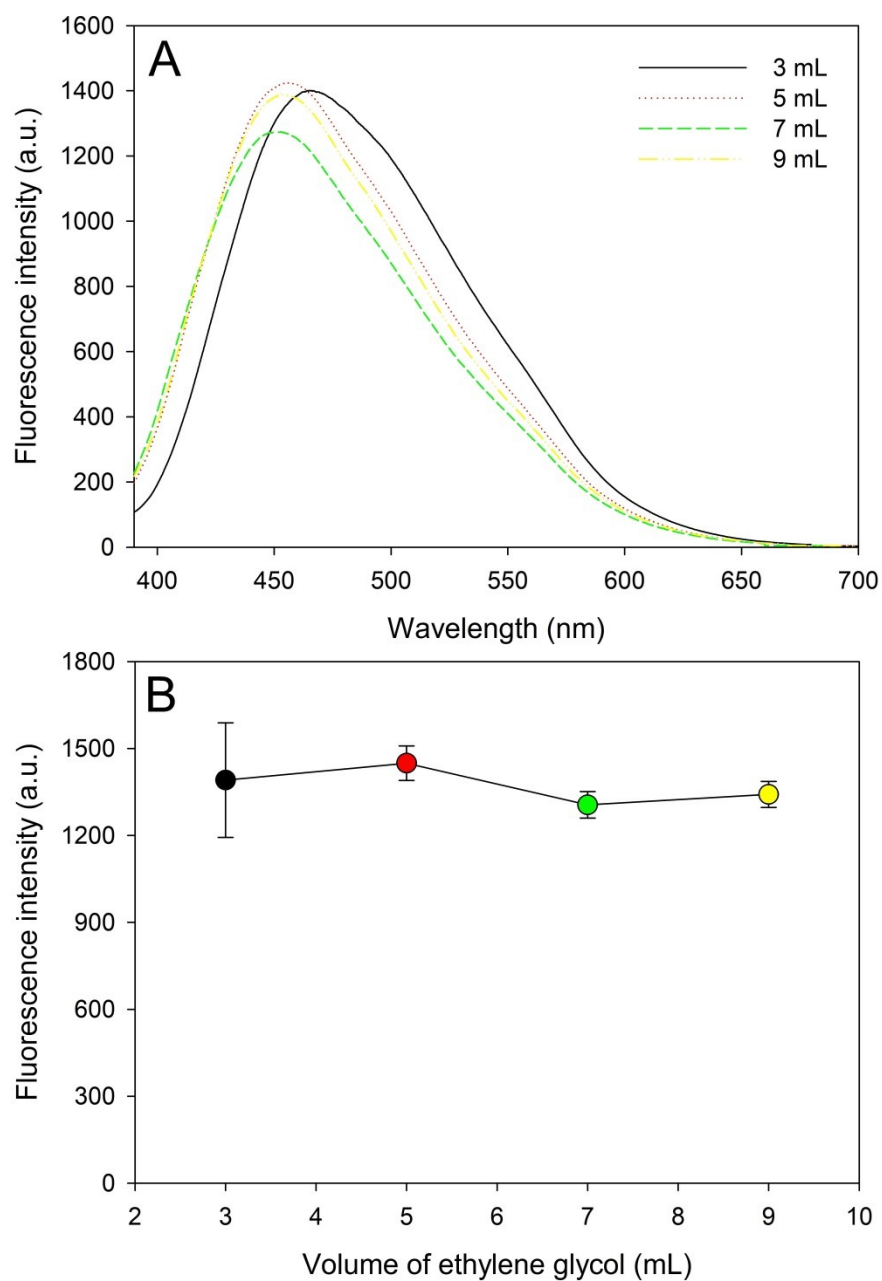 A
1600
1400
1200
1000
800
600
400
200
0
Fluorescence intensity (a.u.)
3 mL
5 mL
7 mL
9 mL
400 450 500 550 600 650 700
Wavelength (nm)
B
1800
1500
1200
900
600
300
0
Fluorescence intensity (a.u.)
2 3 4 5 6 7 8 9 10
Volume of ethylene glycol (mL)